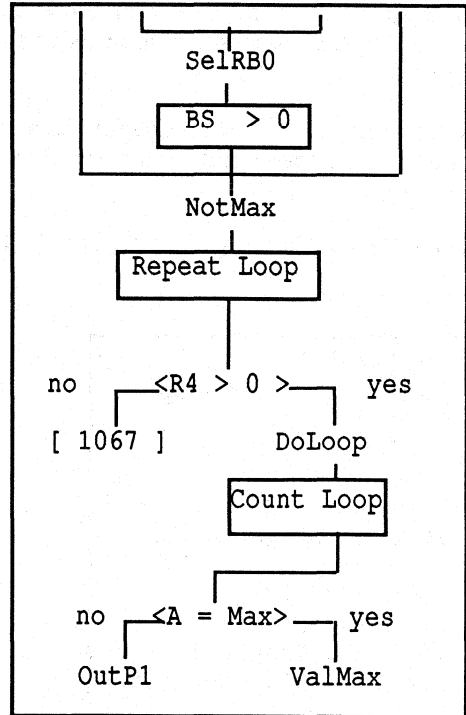 SelRB0
BS > 0
NotMax
Repeat Loop
no <R4 > 0 > yes
[ 1067 ] DoLoop
Count Loop
no <A = Max> yes
OutP1 ValMax